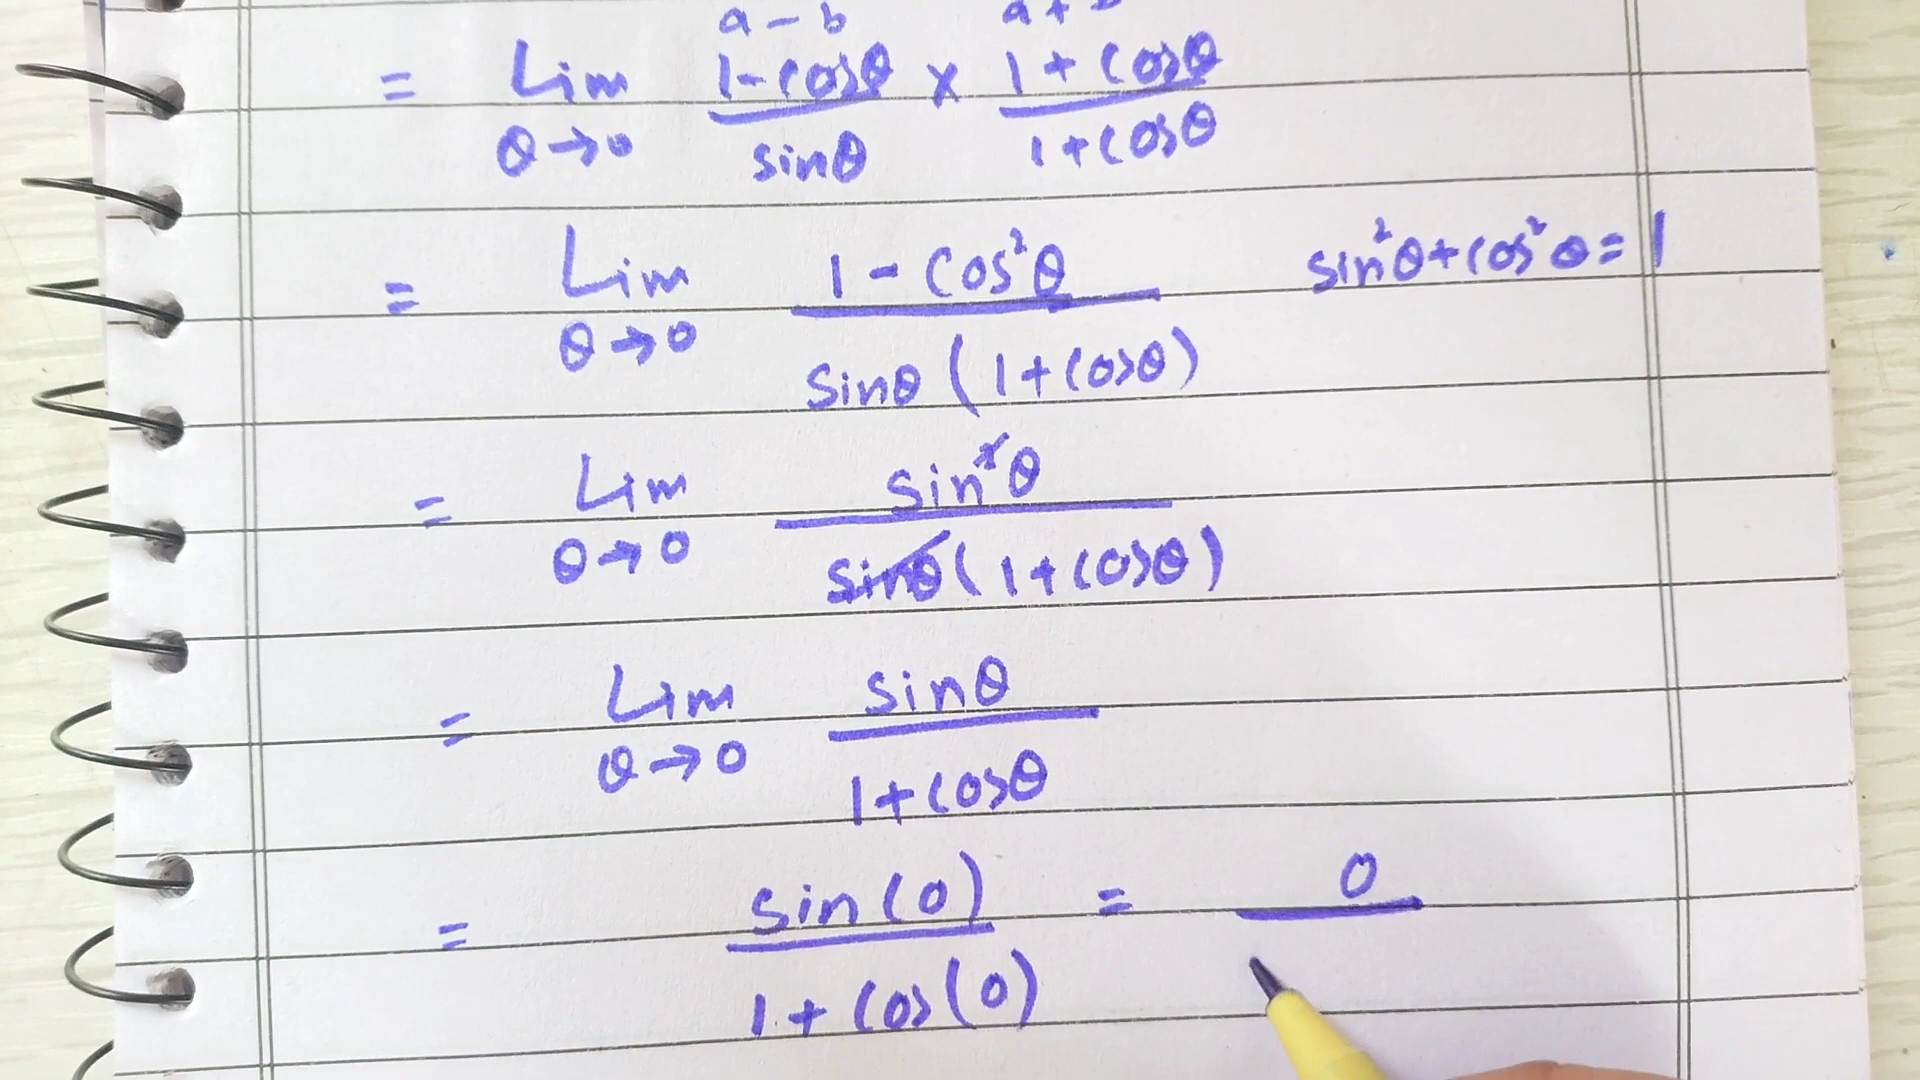 a - b a +
= Lim 1-cosθ × 1+cosθ
θ→0 sinθ 1+cosθ
= Lim 1-cos²θ sin²θ+cos²θ=1
θ→0 sinθ(1+cosθ)
= Lim sin²θ
θ→0 sinθ(1+cosθ)
= Lim sinθ
θ→0 1+cosθ
= sin(0) = 0
1+cos(0)